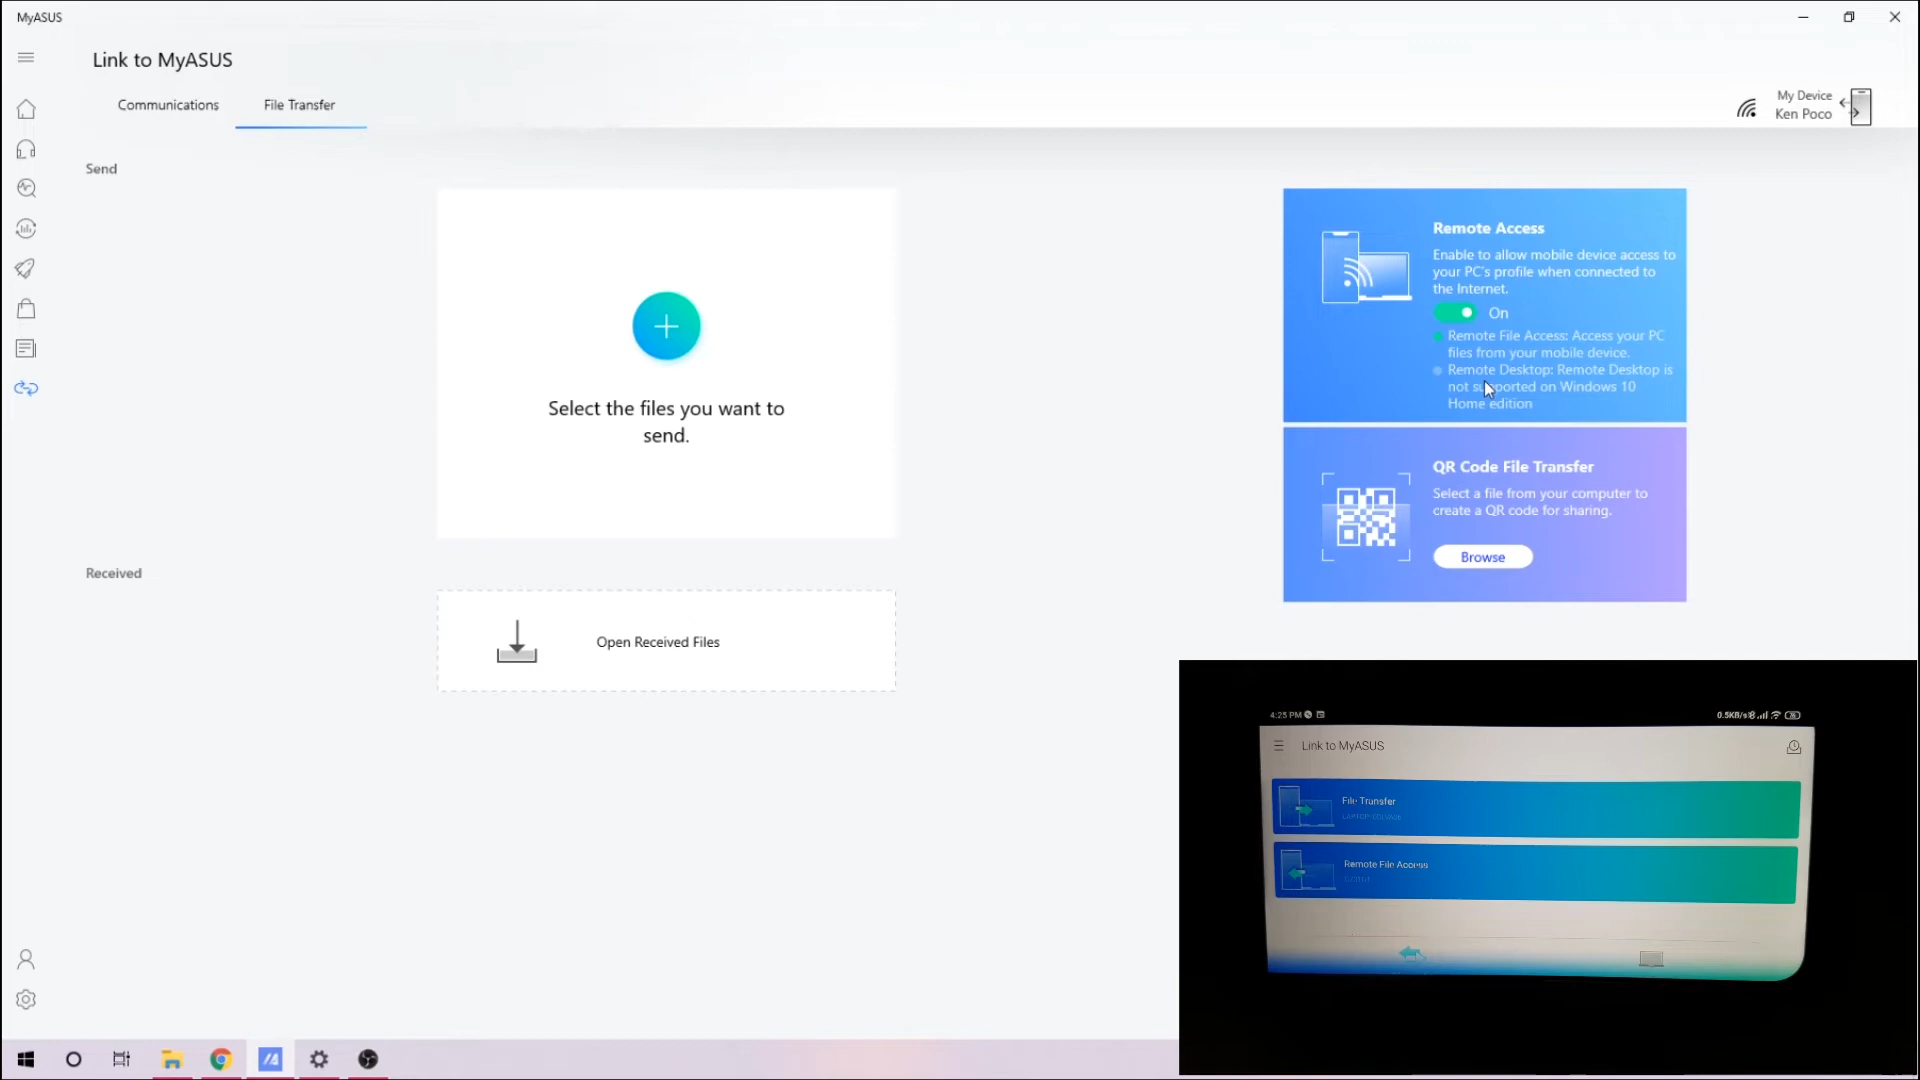 MyASUS
Link to MyASUS
Communications
File Transfer
My Device
Ken Poco
Send
Select the files you want to
send.
Remote Access
Enable to allow mobile device access to
your PC's profile when connected to
the Internet.
On
Remote File Access: Access your PC
files from your mobile device.
Remote Desktop: Remote Desktop is
not supported on Windows 10
Home edition
QR Code File Transfer
Select a file from your computer to
create a QR code for sharing.
Browse
Received
Open Received Files
4:25 PM
0.5KB/s
Link to MyASUS
File Transfer
Remote File Access